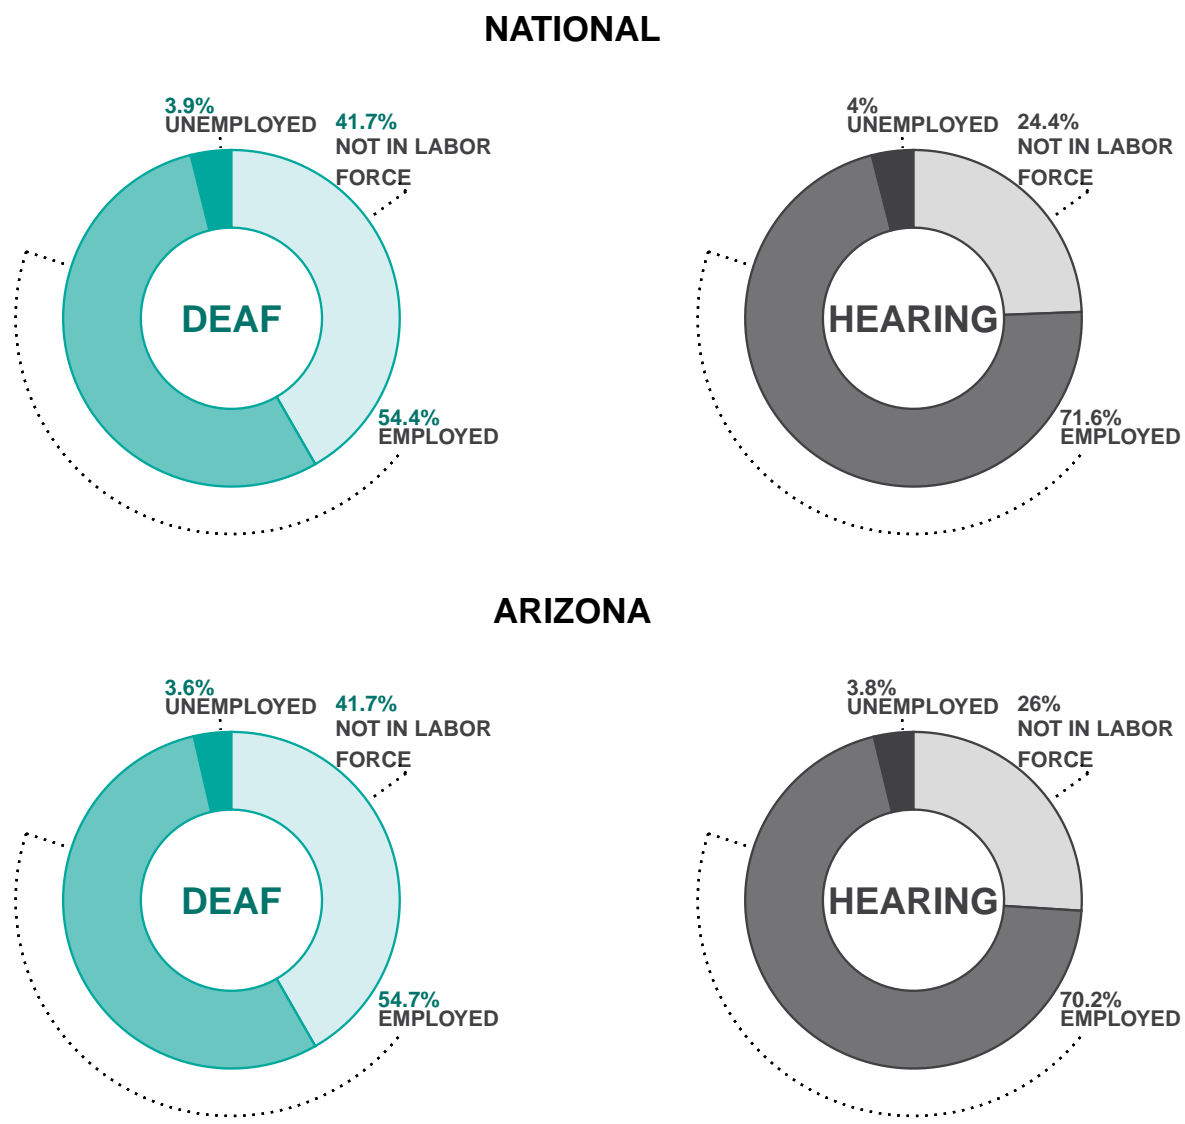 NATIONAL
3.9%
UNEMPLOYED
41.7%
NOT IN LABOR
FORCE
DEAF
54.4%
EMPLOYED
4%
UNEMPLOYED
24.4%
NOT IN LABOR
FORCE
HEARING
71.6%
EMPLOYED
ARIZONA
3.6%
UNEMPLOYED
41.7%
NOT IN LABOR
FORCE
DEAF
54.7%
EMPLOYED
3.8%
UNEMPLOYED
26%
NOT IN LABOR
FORCE
HEARING
70.2%
EMPLOYED